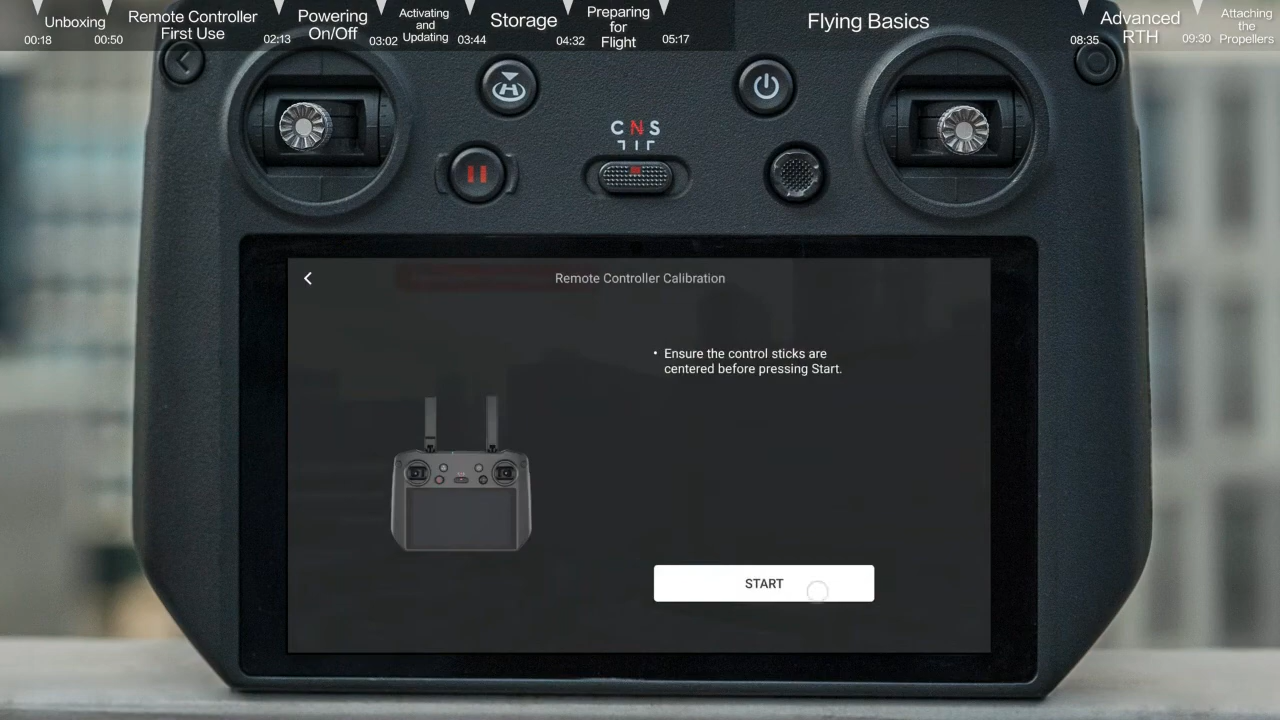 Unboxing
00:18
00:50
Remote Controller
First Use
02:13
Powering
On/Off
03:02
Activating
and
Updating
03:44
Storage
04:32
Preparing
for
Flight
05:17
Flying Basics
08:35
Advanced
RTH
09:30
Attaching
the
Propellers
H
C N S
Remote Controller Calibration
• Ensure the control sticks are
centered before pressing Start.
START